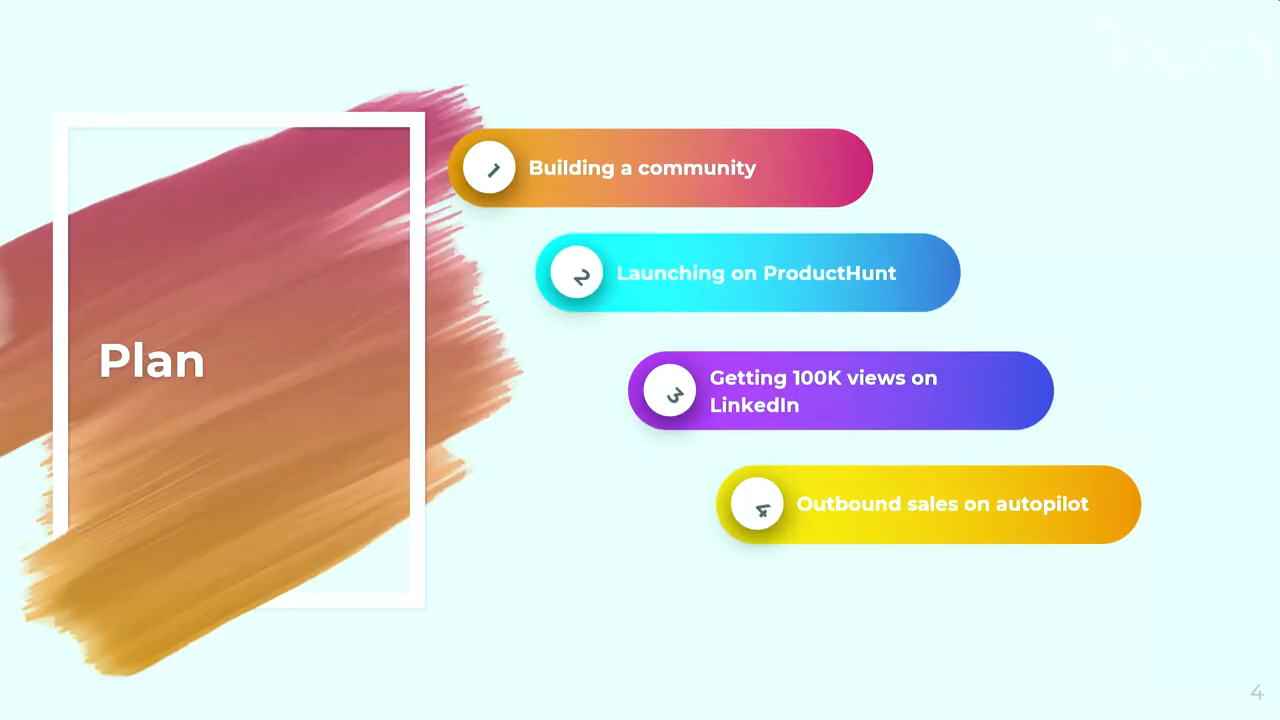 Plan
1
Building a community
2
Launching on ProductHunt
3
Getting 100K views on
LinkedIn
4
Outbound sales on autopilot
4